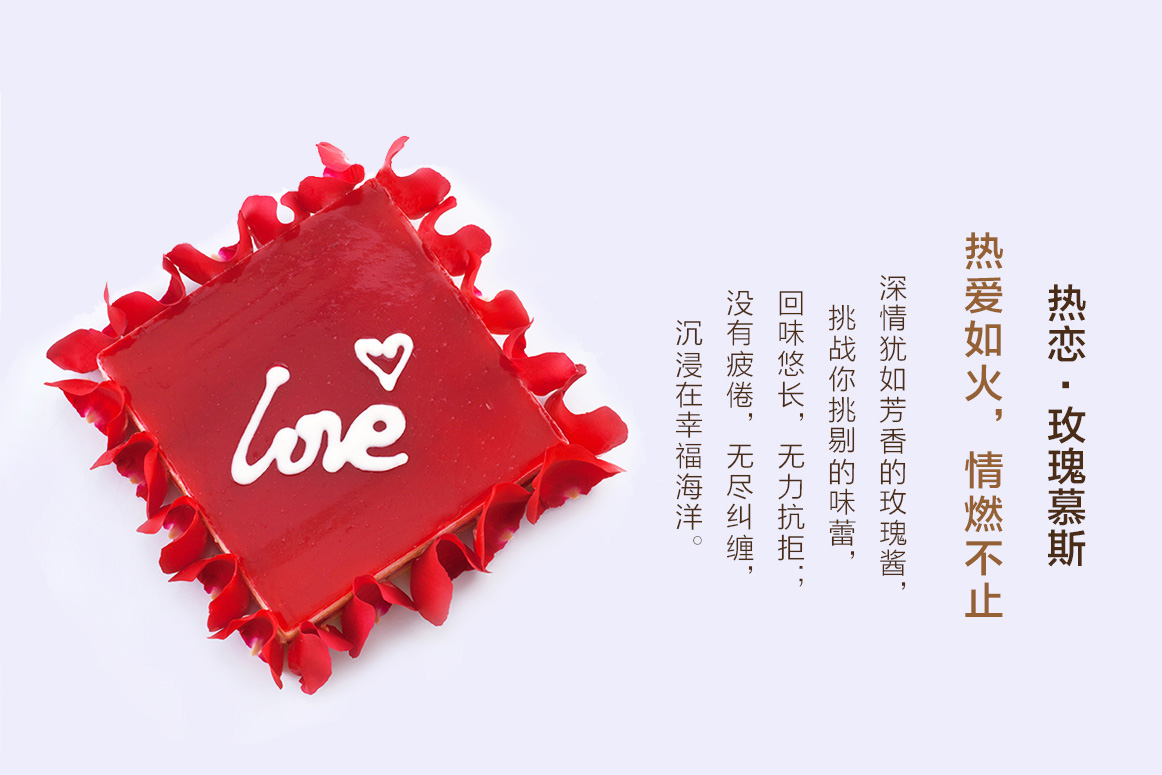 热恋·玫瑰慕斯
热爱如火，情燃不止
深情犹如芳香的玫瑰酱，
挑战你挑剔的味蕾，
回味悠长，无力抗拒；
没有疲倦，无尽纠缠，
沉浸在幸福海洋。
love